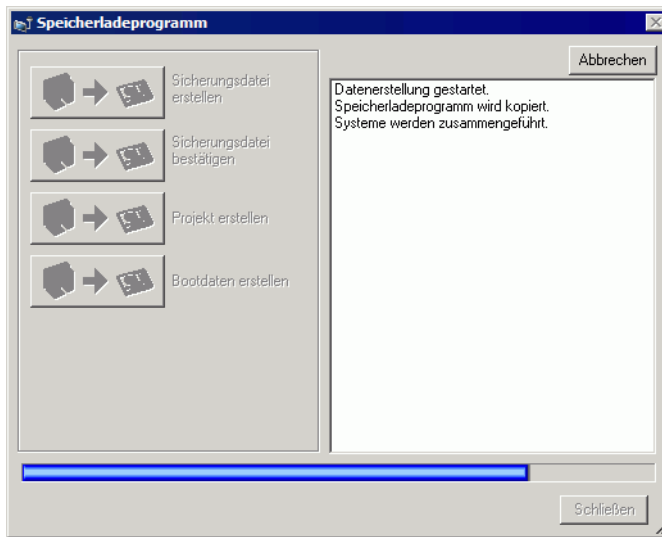 Speicherladeprogramm
Abbrechen
Sicherungsdatei
erstellen
Sicherungsdatei
bestätigen
Projekt erstellen
Bootdaten erstellen
Datenerstellung gestartet.
Speicherladeprogramm wird kopiert.
Systeme werden zusammengeführt.
Schließen